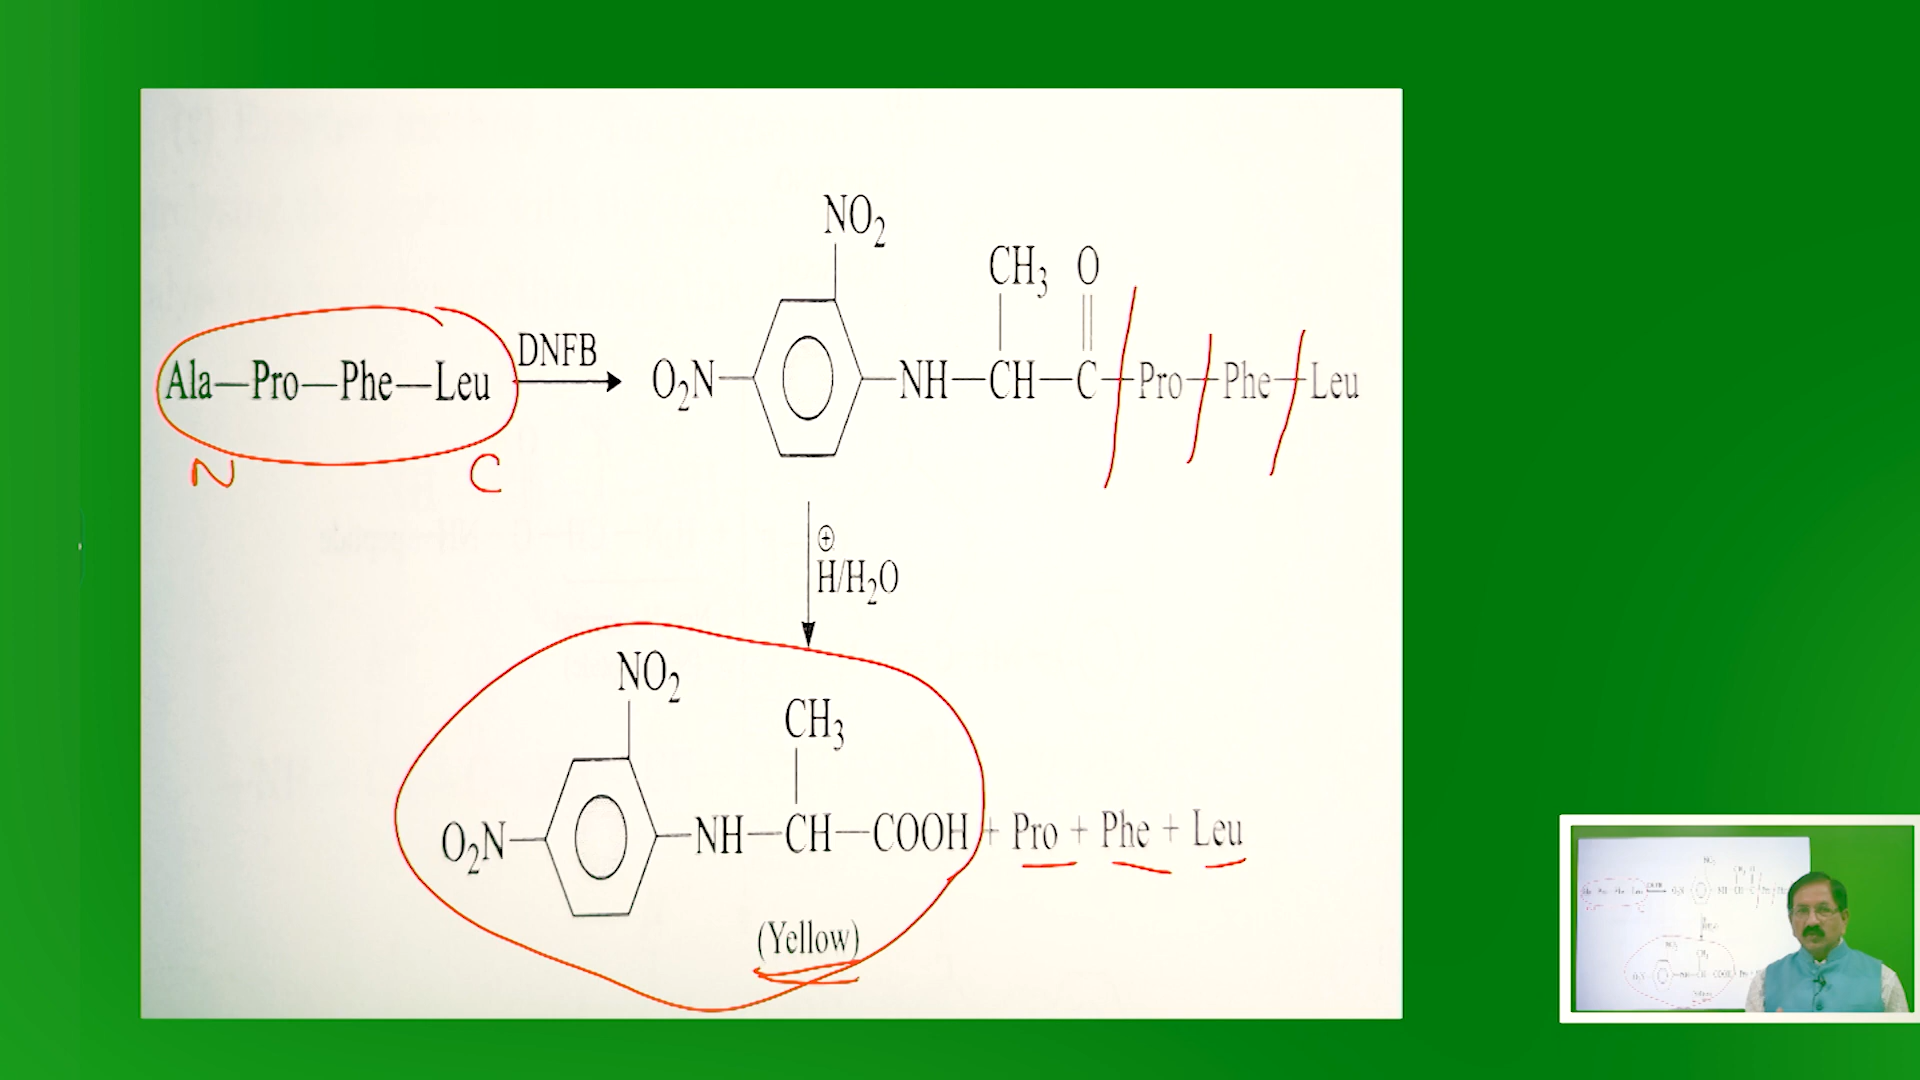 NO2
CH3 O
Ala—Pro—Phe—Leu DNFB O2N NH—CH—C—Pro—Phe—Leu
N C
⊕
H/H2O
NO2
CH3
O2N NH—CH—COOH + Pro + Phe + Leu
(Yellow)